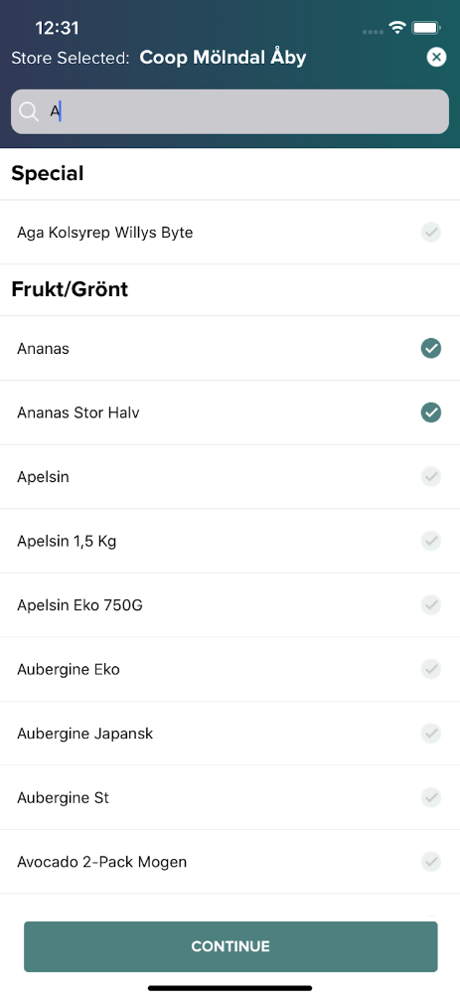 12:31
Store Selected: Coop Mölndal Åby
A
Special
Aga Kolsyrep Willys Byte
Frukt/Grönt
Ananas
Ananas Stor Halv
Apelsin
Apelsin 1,5 Kg
Apelsin Eko 750G
Aubergine Eko
Aubergine Japansk
Aubergine St
Avocado 2-Pack Mogen
CONTINUE